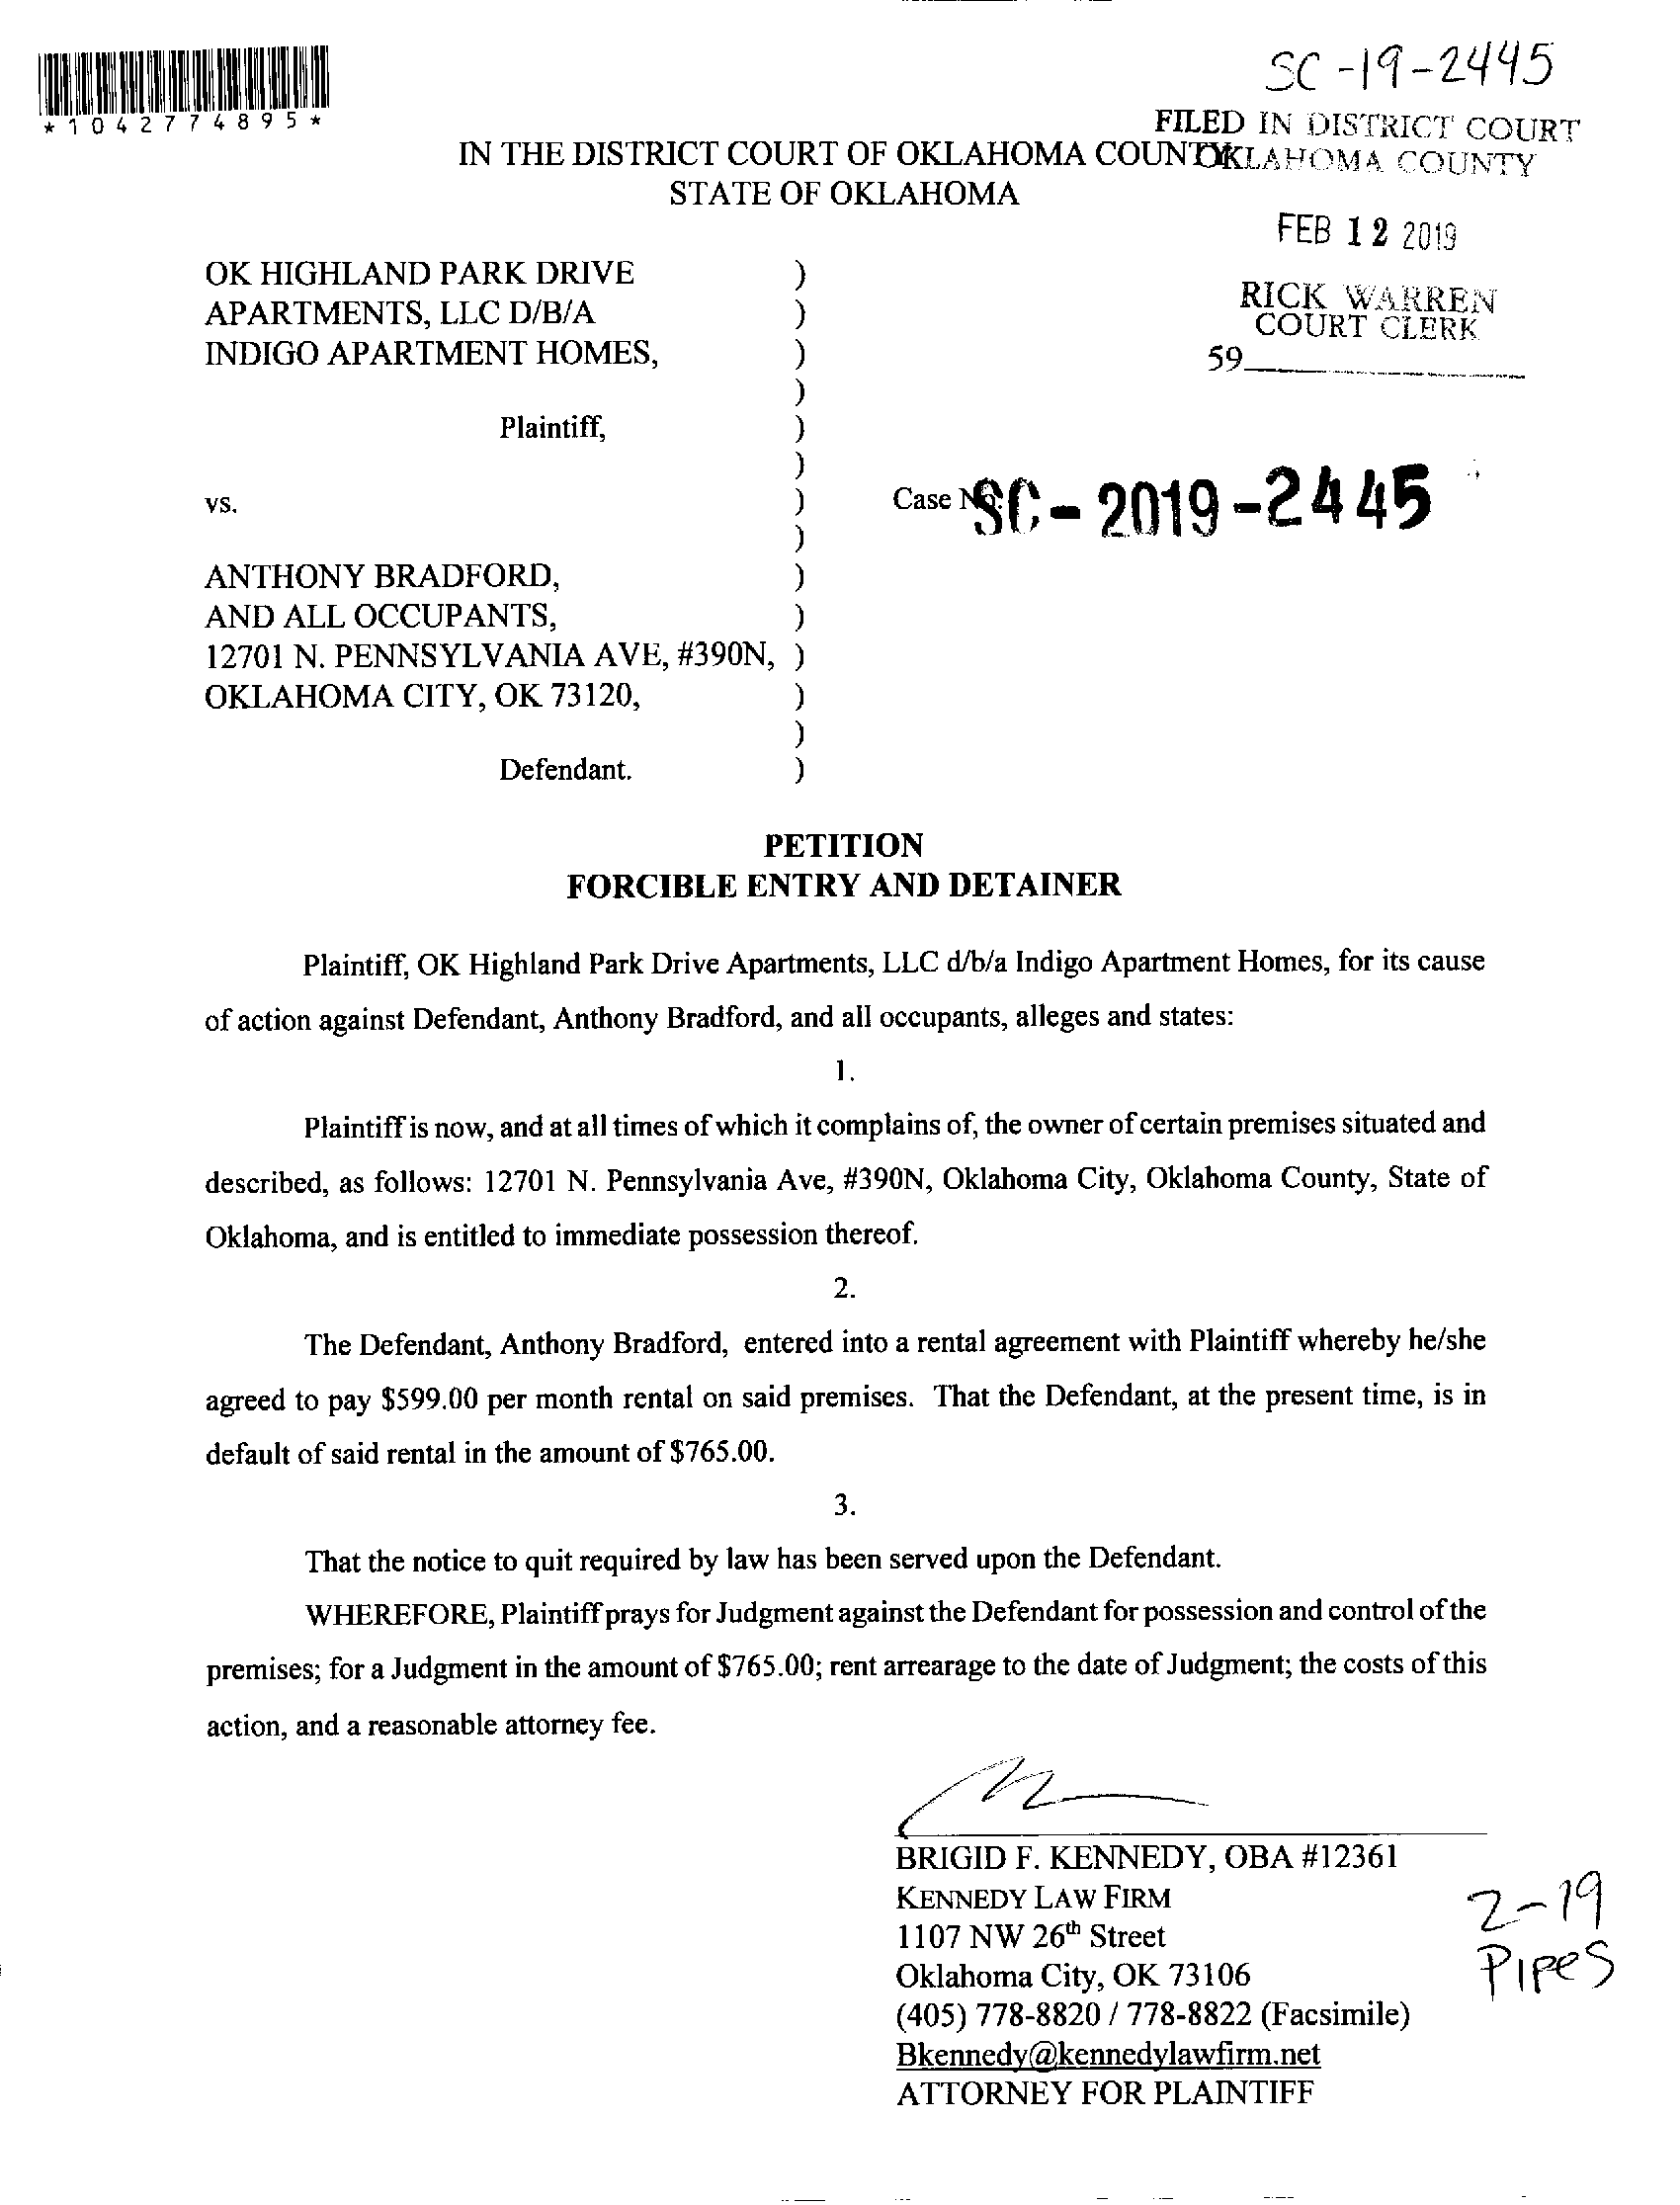 SC-19-2445
*1042774895*
FILED IN DISTRICT COURT
OKLAHOMA COUNTY
IN THE DISTRICT COURT OF OKLAHOMA COUNTY
STATE OF OKLAHOMA
FEB 12 2019
RICK WARREN
COURT CLERK
59
OK HIGHLAND PARK DRIVE )
APARTMENTS, LLC D/B/A )
INDIGO APARTMENT HOMES, )
)
Plaintiff, )
)
vs. ) Case No. SC-2019-2445
)
ANTHONY BRADFORD, )
AND ALL OCCUPANTS, )
12701 N. PENNSYLVANIA AVE, #390N, )
OKLAHOMA CITY, OK 73120, )
)
Defendant. )
PETITION
FORCIBLE ENTRY AND DETAINER
Plaintiff, OK Highland Park Drive Apartments, LLC d/b/a Indigo Apartment Homes, for its cause
of action against Defendant, Anthony Bradford, and all occupants, alleges and states:
1.
Plaintiff is now, and at all times of which it complains of, the owner of certain premises situated and
described, as follows: 12701 N. Pennsylvania Ave, #390N, Oklahoma City, Oklahoma County, State of
Oklahoma, and is entitled to immediate possession thereof.
2.
The Defendant, Anthony Bradford, entered into a rental agreement with Plaintiff whereby he/she
agreed to pay $599.00 per month rental on said premises. That the Defendant, at the present time, is in
default of said rental in the amount of $765.00.
3.
That the notice to quit required by law has been served upon the Defendant.
WHEREFORE, Plaintiff prays for Judgment against the Defendant for possession and control of the
premises; for a Judgment in the amount of $765.00; rent arrearage to the date of Judgment; the costs of this
action, and a reasonable attorney fee.
BRIGID F. KENNEDY, OBA #12361
KENNEDY LAW FIRM
1107 NW 26th Street
Oklahoma City, OK 73106
(405) 778-8820 / 778-8822 (Facsimile)
Bkennedy@kennedylawfirm.net
ATTORNEY FOR PLAINTIFF
2-19
Pipes